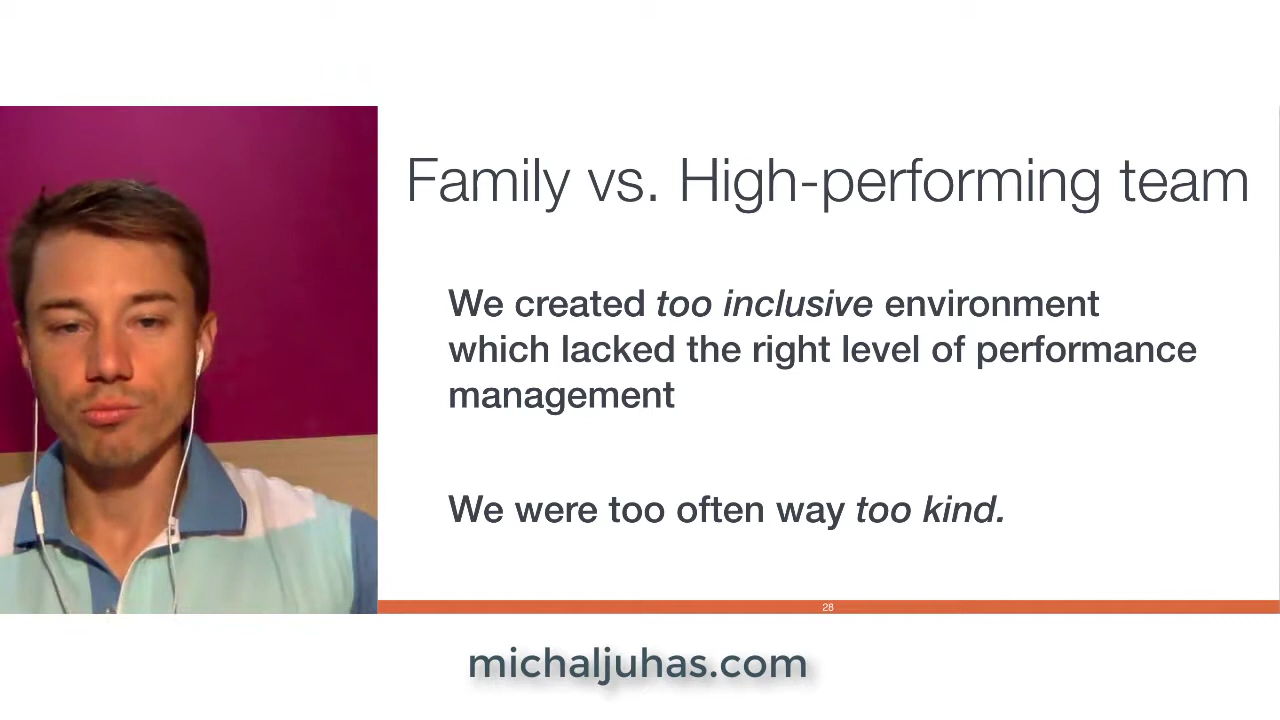 Family vs. High-performing team
We created too inclusive environment
which lacked the right level of performance
management
We were too often way too kind.
28
michaljuhas.com